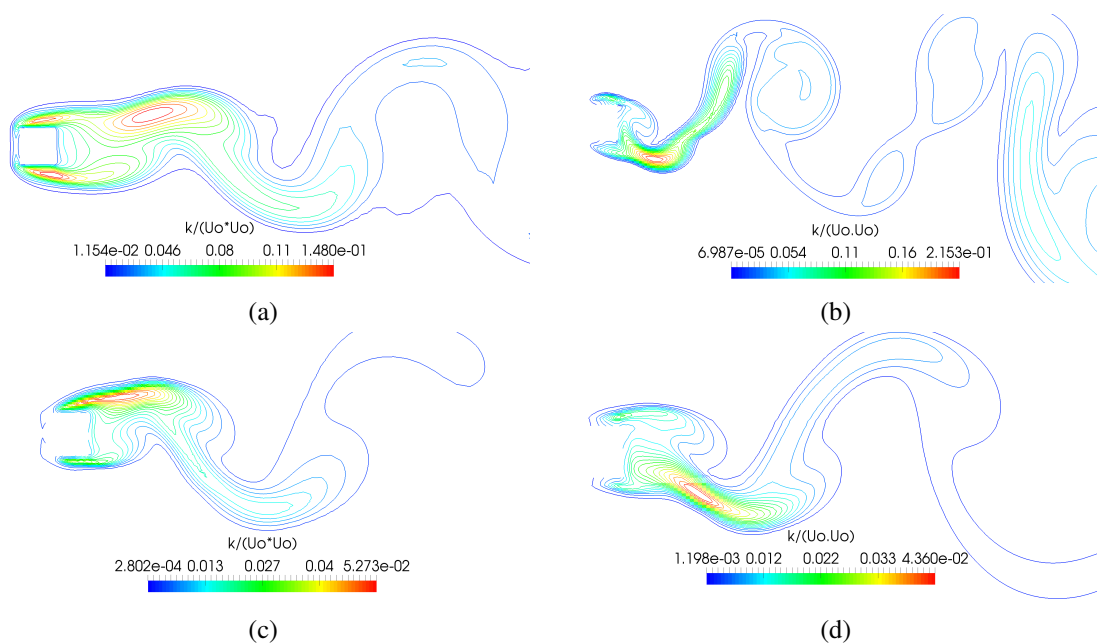 k/(Uo*Uo)
1.154e-02 0.046 0.08 0.11 1.480e-01
(a)
k/(Uo.Uo)
6.987e-05 0.054 0.11 0.16 2.153e-01
(b)
k/(Uo*Uo)
2.802e-04 0.013 0.027 0.04 5.273e-02
(c)
k/(Uo.Uo)
1.198e-03 0.012 0.022 0.033 4.360e-02
(d)